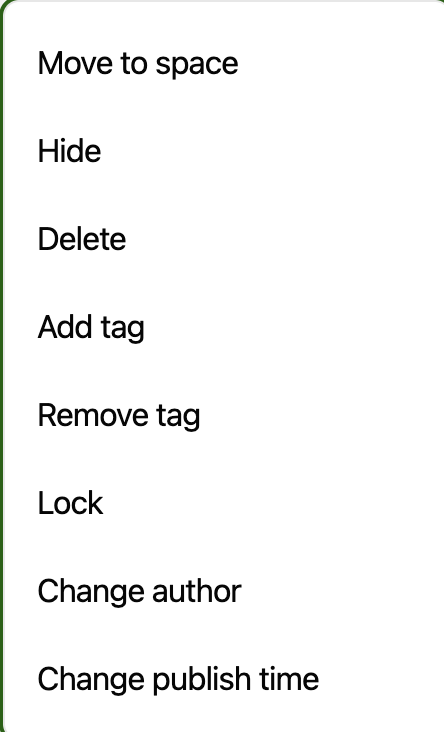 Move to space
Hide
Delete
Add tag
Remove tag
Lock
Change author
Change publish time